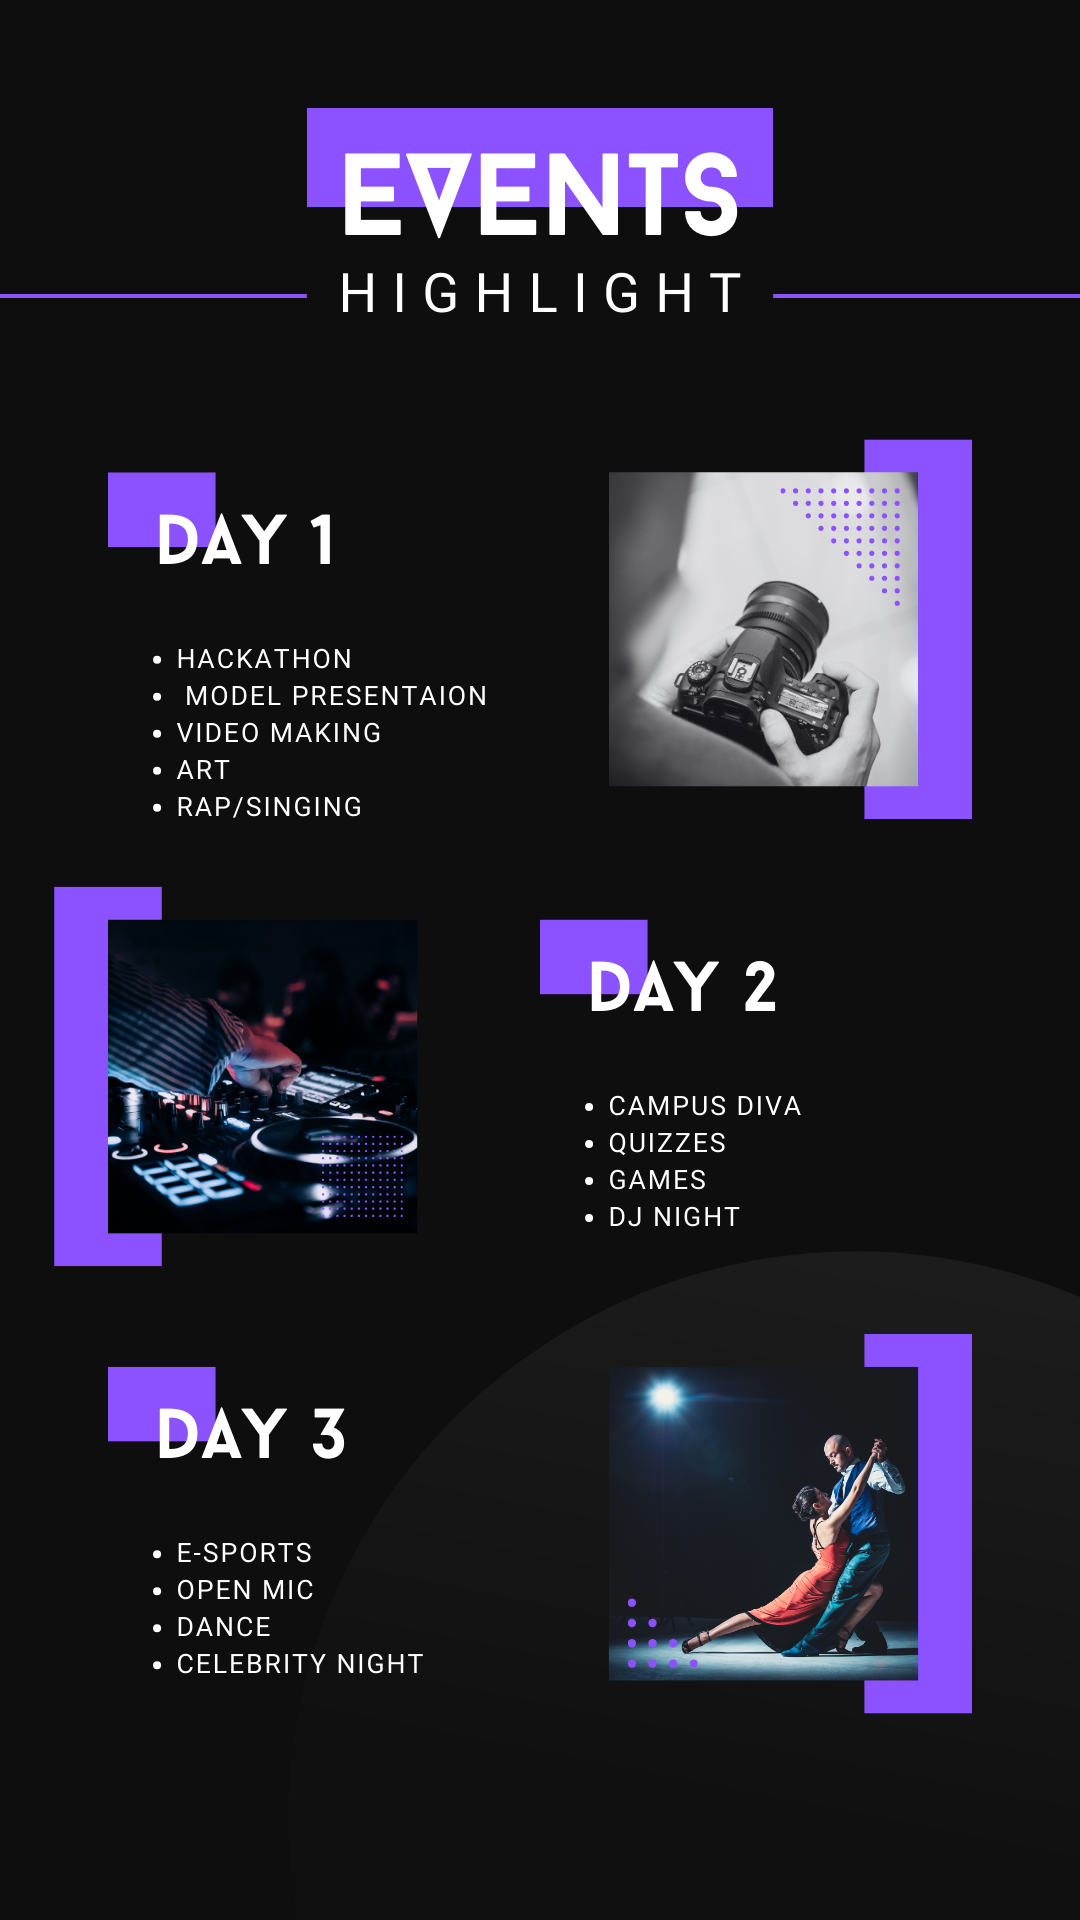 EVENTS
HIGHLIGHT
DAY 1
• HACKATHON
• MODEL PRESENTAION
• VIDEO MAKING
• ART
• RAP/SINGING
DAY 2
• CAMPUS DIVA
• QUIZZES
• GAMES
• DJ NIGHT
DAY 3
• E-SPORTS
• OPEN MIC
• DANCE
• CELEBRITY NIGHT